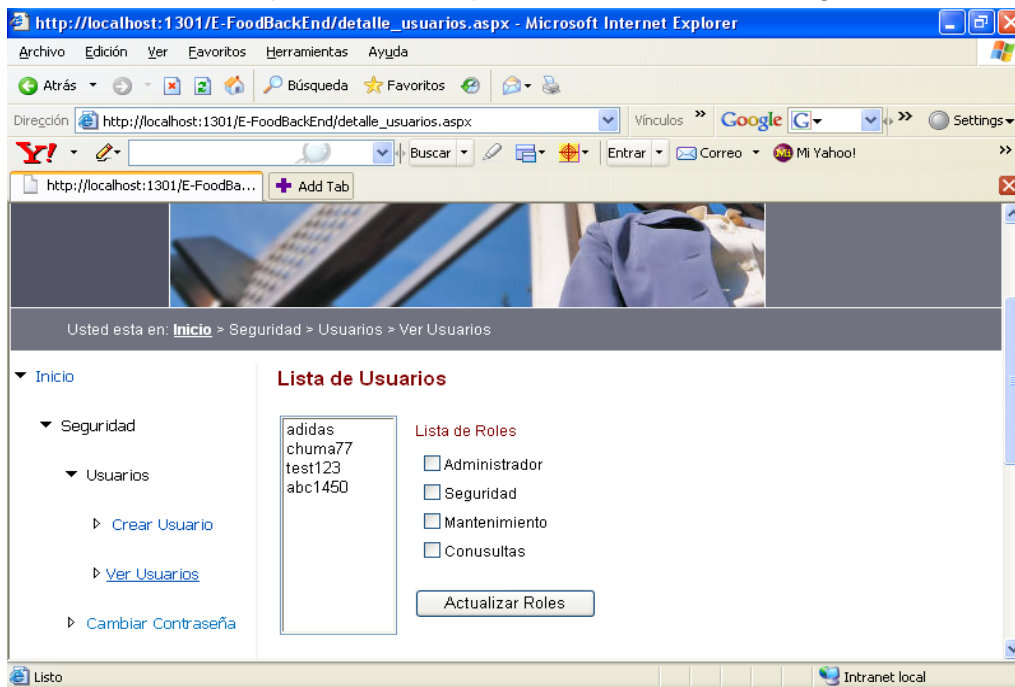 http://localhost:1301/E-FoodBackEnd/detalle_usuarios.aspx - Microsoft Internet Explorer
Archivo Edición Ver Favoritos Herramientas Ayuda
Atrás Búsqueda Favoritos
Dirección http://localhost:1301/E-FoodBackEnd/detalle_usuarios.aspx Vínculos » Google G Settings
Y! Buscar Entrar Correo Mi Yahoo! »
http://localhost:1301/E-FoodBa... Add Tab
Usted esta en: Inicio > Seguridad > Usuarios > Ver Usuarios
Inicio
Seguridad
Usuarios
Crear Usuario
Ver Usuarios
Cambiar Contraseña
Lista de Usuarios
adidas
chuma77
test123
abc1450
Lista de Roles
Administrador
Seguridad
Mantenimiento
Conusultas
Actualizar Roles
Listo Intranet local